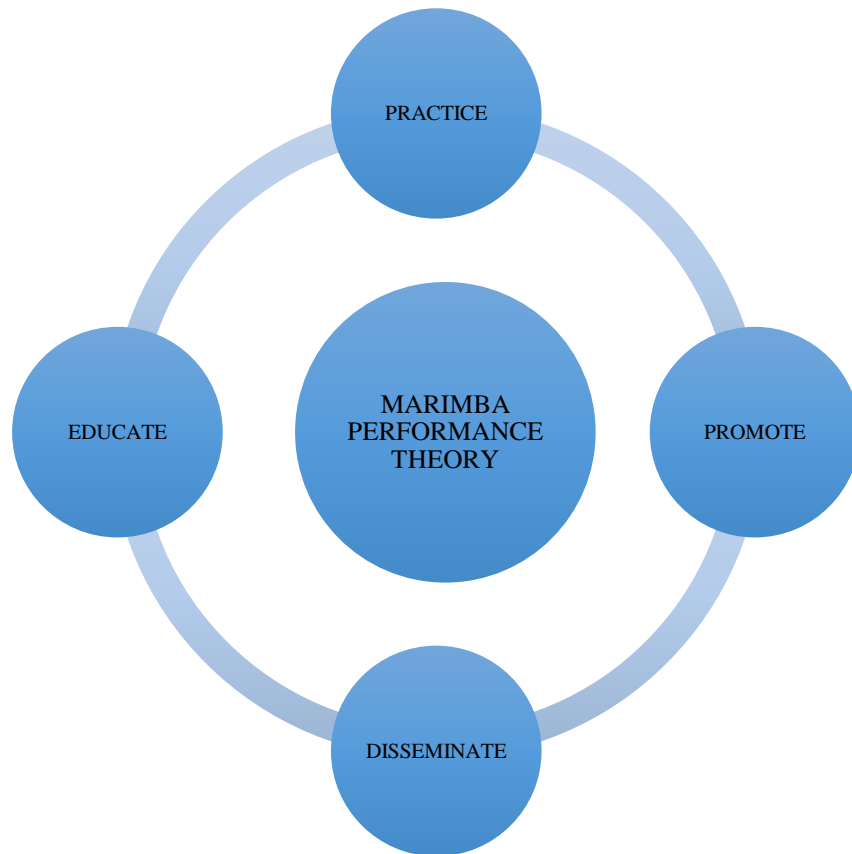 PRACTICE
EDUCATE
MARIMBA
PERFORMANCE
THEORY
PROMOTE
DISSEMINATE